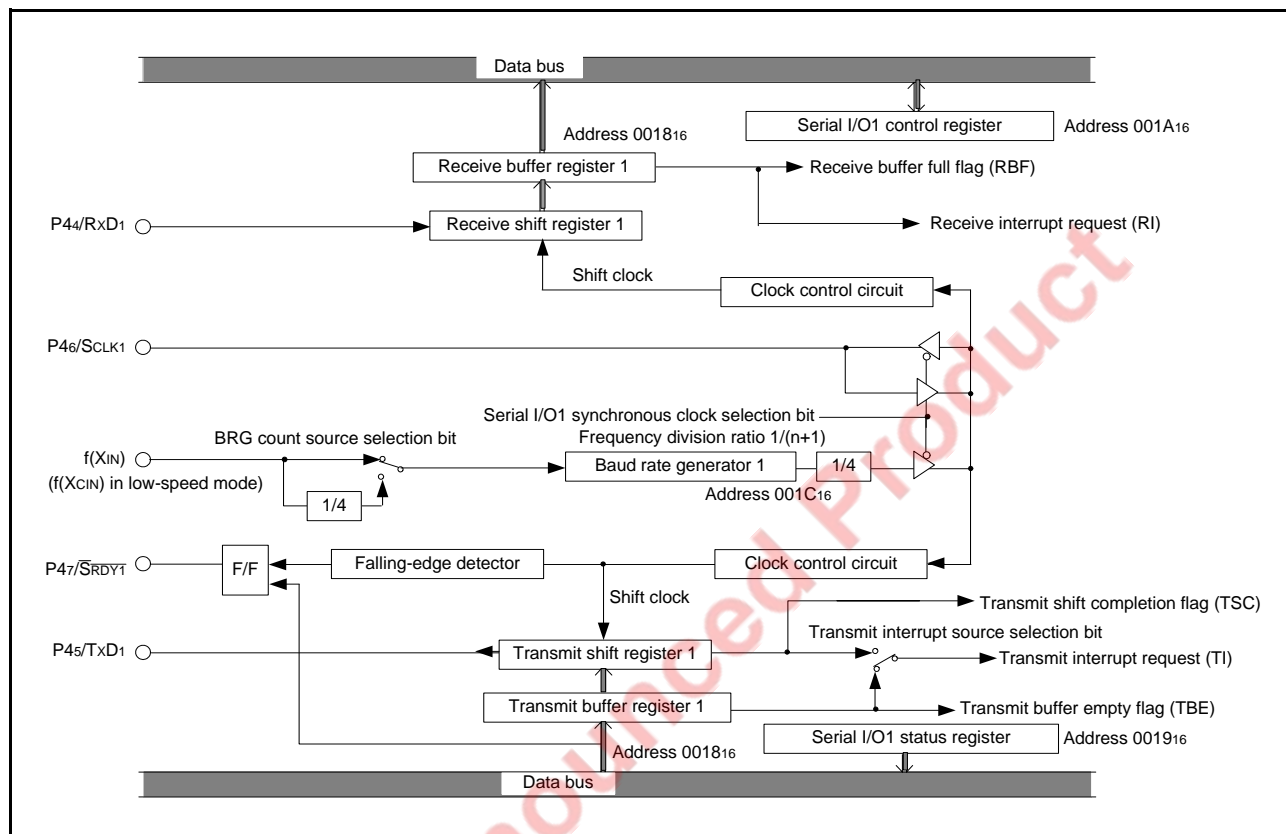 Data bus
Address 001816
Serial I/O1 control register
Address 001A16
Receive buffer register 1
Receive buffer full flag (RBF)
P44/RXD1
Receive shift register 1
Receive interrupt request (RI)
Shift clock
Clock control circuit
P46/SCLK1
Serial I/O1 synchronous clock selection bit
BRG count source selection bit
Frequency division ratio 1/(n+1)
f(XIN)
(f(XCIN) in low-speed mode)
Baud rate generator 1
1/4
Address 001C16
1/4
P47/SRDY1
F/F
Falling-edge detector
Clock control circuit
Shift clock
Transmit shift completion flag (TSC)
P45/TXD1
Transmit shift register 1
Transmit interrupt source selection bit
Transmit interrupt request (TI)
Transmit buffer register 1
Transmit buffer empty flag (TBE)
Address 001816
Serial I/O1 status register
Address 001916
Data bus
nounced Product